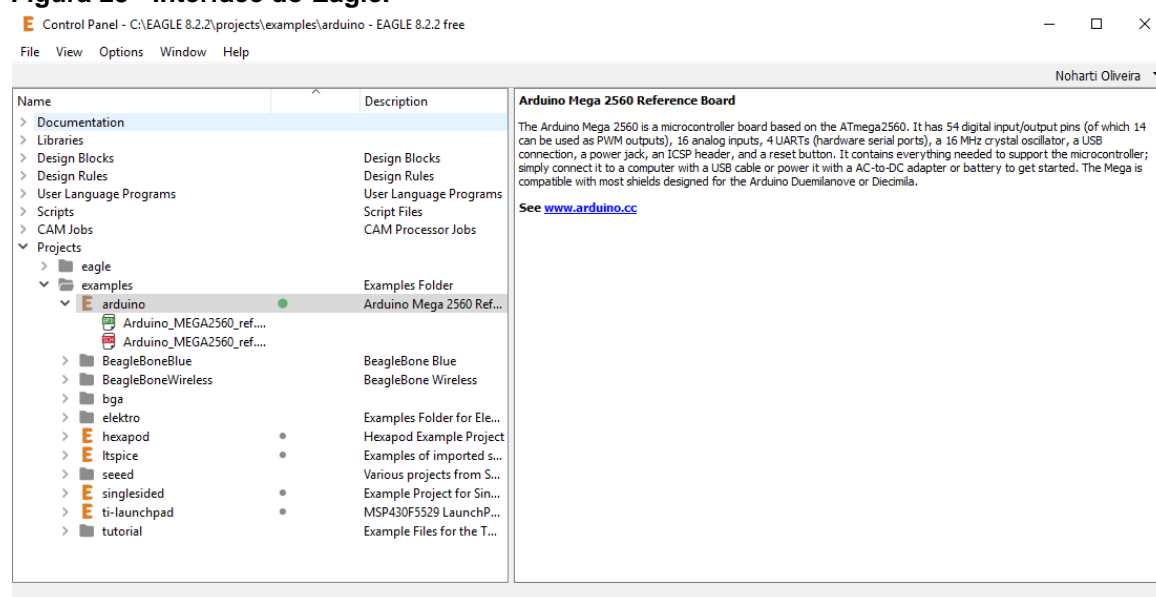 Figura 28 - Interface do Eagle.
Control Panel - C:\EAGLE 8.2.2\projects\examples\arduino - EAGLE 8.2.2 free
File View Options Window Help
Noharti Oliveira
Name Description
Documentation
Libraries
Design Blocks Design Blocks
Design Rules Design Rules
User Language Programs User Language Programs
Scripts Script Files
CAM Jobs CAM Processor Jobs
Projects
eagle
examples Examples Folder
arduino Arduino Mega 2560 Ref...
Arduino_MEGA2560_ref....
Arduino_MEGA2560_ref....
BeagleBoneBlue BeagleBone Blue
BeagleBoneWireless BeagleBone Wireless
bga
elektro Examples Folder for Ele...
hexapod Hexapod Example Project
ltspice Examples of imported s...
seeed Various projects from S...
singlesided Example Project for Sin...
ti-launchpad MSP430F5529 LaunchP...
tutorial Example Files for the T...
Arduino Mega 2560 Reference Board
The Arduino Mega 2560 is a microcontroller board based on the ATmega2560. It has 54 digital input/output pins (of which 14
can be used as PWM outputs), 16 analog inputs, 4 UARTs (hardware serial ports), a 16 MHz crystal oscillator, a USB
connection, a power jack, an ICSP header, and a reset button. It contains everything needed to support the microcontroller;
simply connect it to a computer with a USB cable or power it with a AC-to-DC adapter or battery to get started. The Mega is
compatible with most shields designed for the Arduino Duemilanove or Diecimila.
See www.arduino.cc